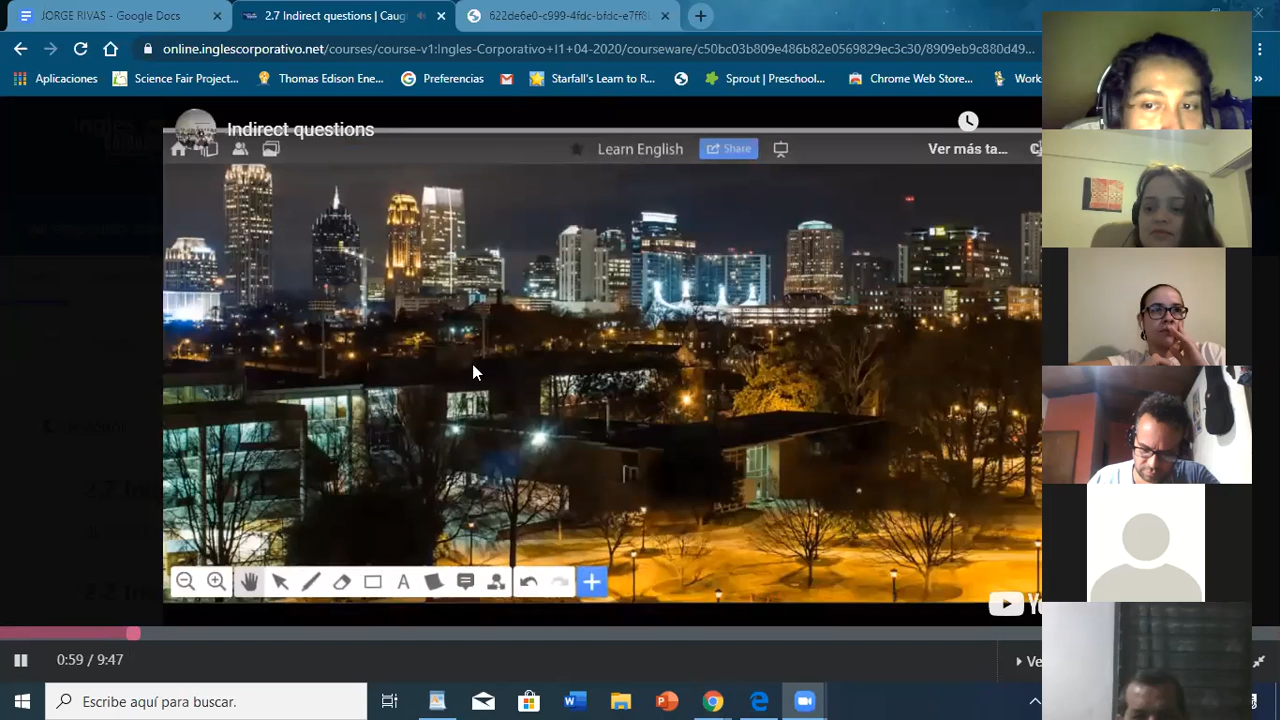 JORGE RIVAS - Google Docs
2.7 Indirect questions | Caug
622de6e0-c999-4fdc-bfdc-e7ff8
online.inglescorporativo.net/courses/course-v1:Ingles-Corporativo+I1+04-2020/courseware/c50bc03b809e486b82e0569829ec3c30/8909eb9c880d49...
Aplicaciones
Science Fair Project...
Thomas Edison Ene...
Preferencias
Starfall's Learn to R...
Sprout | Preschool...
Chrome Web Store...
Work
»
Indirect questions
Learn English
Share
Ver más ta...
0:59 / 9:47
Ve
Escribe aquí para buscar.